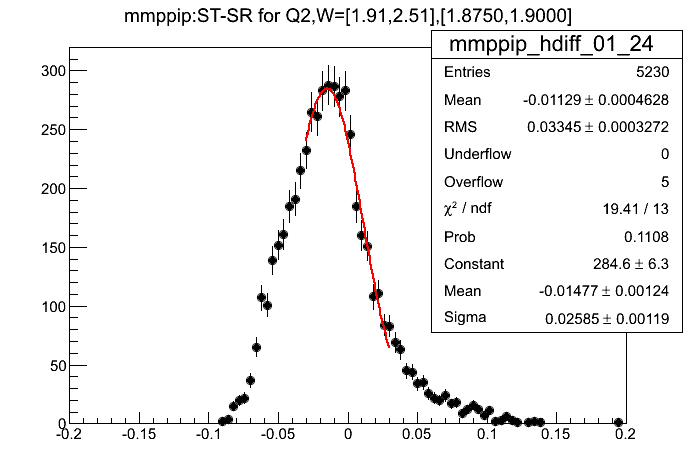 mmppip:ST-SR for Q2,W=[1.91,2.51],[1.8750,1.9000]
mmppip_hdiff_01_24
Entries 5230
Mean -0.01129 ± 0.0004628
RMS 0.03345 ± 0.0003272
Underflow 0
Overflow 5
χ² / ndf 19.41 / 13
Prob 0.1108
Constant 284.6 ± 6.3
Mean -0.01477 ± 0.00124
Sigma 0.02585 ± 0.00119
300
250
200
150
100
50
0
-0.2 -0.15 -0.1 -0.05 0 0.05 0.1 0.15 0.2